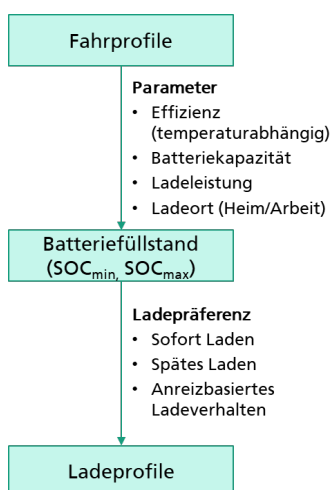 Fahrprofile
Parameter
• Effizienz
(temperaturabhängig)
• Batteriekapazität
• Ladeleistung
• Ladeort (Heim/Arbeit)
Batteriefüllstand
(SOCmin, SOCmax)
Ladepräferenz
• Sofort Laden
• Spätes Laden
• Anreizbasiertes
Ladeverhalten
Ladeprofile